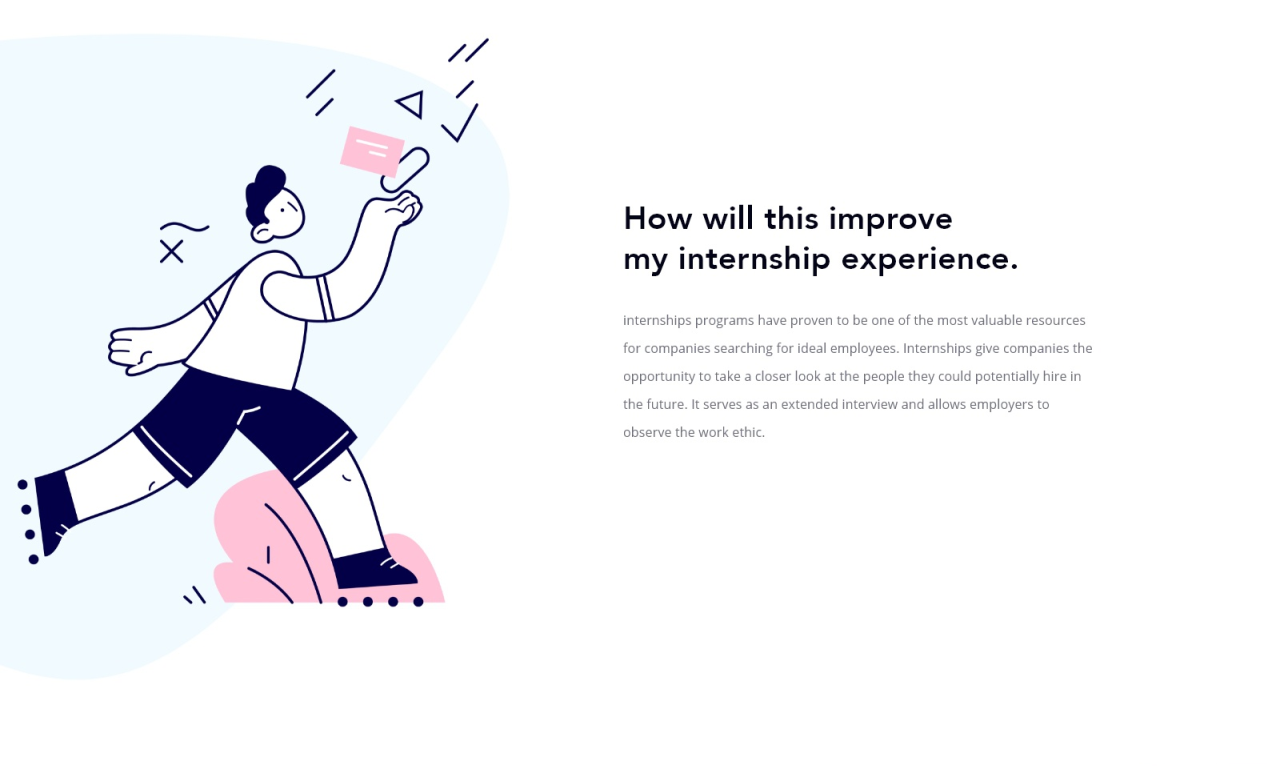 How will this improve
my internship experience.
internships programs have proven to be one of the most valuable resources
for companies searching for ideal employees. Internships give companies the
opportunity to take a closer look at the people they could potentially hire in
the future. It serves as an extended interview and allows employers to
observe the work ethic.